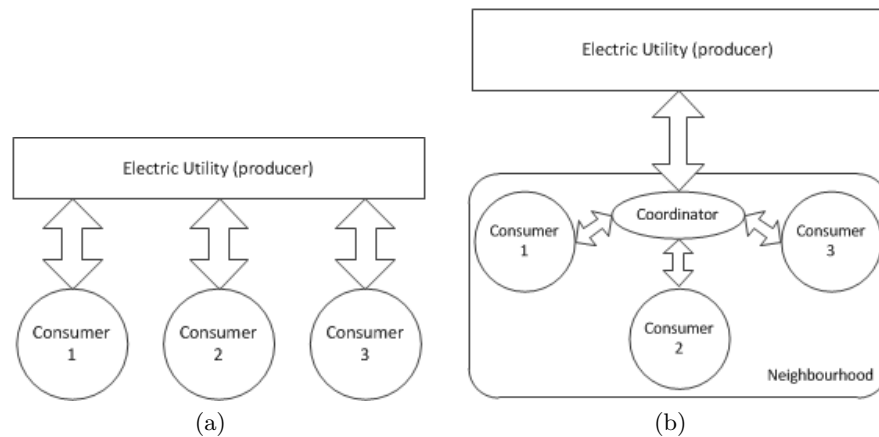 Electric Utility (producer)
Consumer
1
Consumer
2
Consumer
3
(a)
Electric Utility (producer)
Coordinator
Consumer
1
Consumer
2
Consumer
3
Neighbourhood
(b)